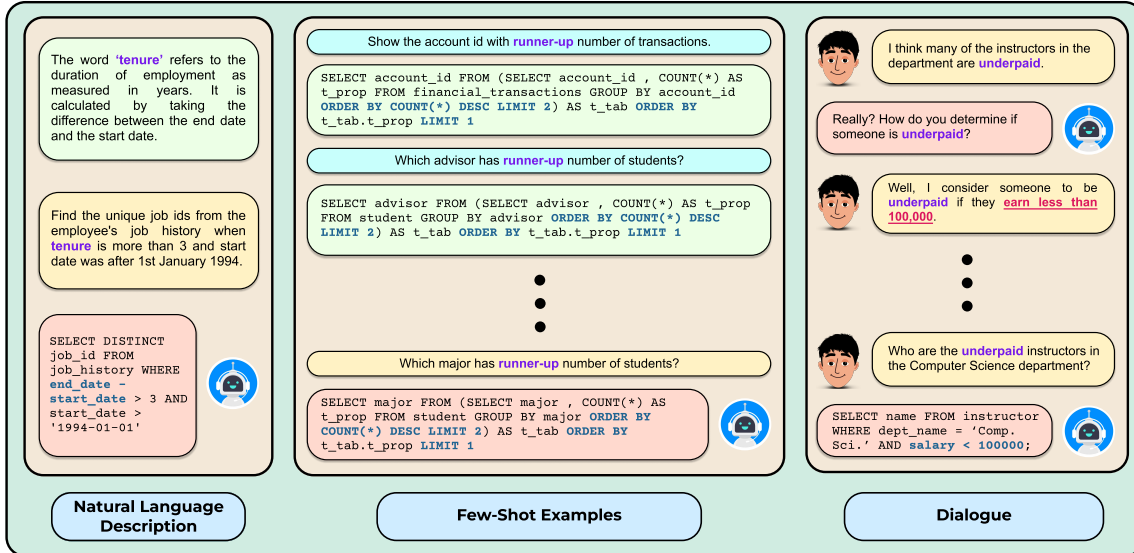 The word ‘tenure’ refers to the
duration of employment as
measured in years. It is
calculated by taking the
difference between the end date
and the start date.
Find the unique job ids from the
employee's job history when
tenure is more than 3 and start
date was after 1st January 1994.
SELECT DISTINCT
job_id FROM
job_history WHERE
end_date -
start_date > 3 AND
start_date >
'1994-01-01'
Natural Language
Description
Show the account id with runner-up number of transactions.
SELECT account_id FROM (SELECT account_id , COUNT(*) AS
t_prop FROM financial_transactions GROUP BY account_id
ORDER BY COUNT(*) DESC LIMIT 2) AS t_tab ORDER BY
t_tab.t_prop LIMIT 1
Which advisor has runner-up number of students?
SELECT advisor FROM (SELECT advisor , COUNT(*) AS t_prop
FROM student GROUP BY advisor ORDER BY COUNT(*) DESC
LIMIT 2) AS t_tab ORDER BY t_tab.t_prop LIMIT 1
Which major has runner-up number of students?
SELECT major FROM (SELECT major , COUNT(*) AS
t_prop FROM student GROUP BY major ORDER BY
COUNT(*) DESC LIMIT 2) AS t_tab ORDER BY
t_tab.t_prop LIMIT 1
Few-Shot Examples
I think many of the instructors in the
department are underpaid.
Really? How do you determine if
someone is underpaid?
Well, I consider someone to be
underpaid if they earn less than
100,000.
Who are the underpaid instructors in
the Computer Science department?
SELECT name FROM instructor
WHERE dept_name = ‘Comp.
Sci.’ AND salary < 100000;
Dialogue